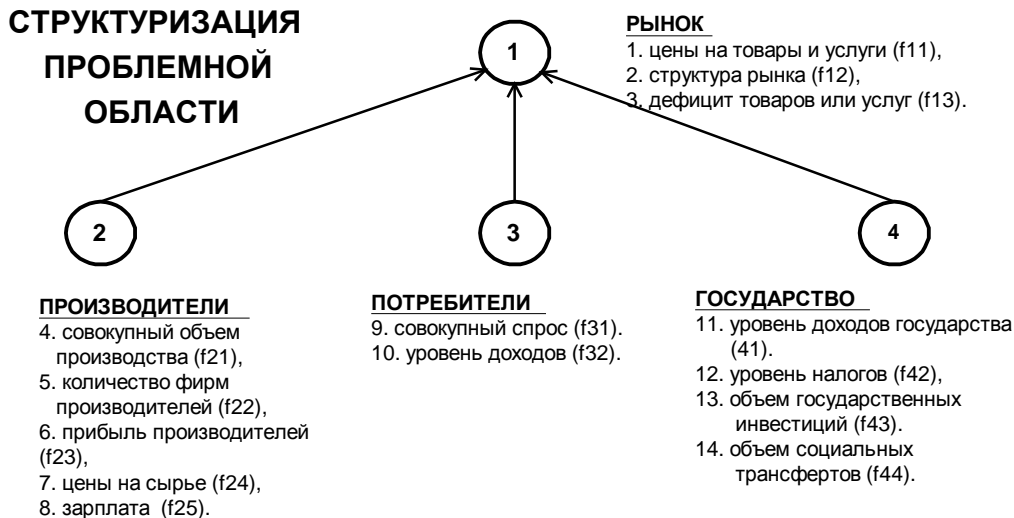 СТРУКТУРИЗАЦИЯ
ПРОБЛЕМНОЙ
ОБЛАСТИ
1
РЫНОК
1. цены на товары и услуги (f11),
2. структура рынка (f12),
3. дефицит товаров или услуг (f13).
2
3
4
ПРОИЗВОДИТЕЛИ
4. совокупный объем
производства (f21),
5. количество фирм
производителей (f22),
6. прибыль производителей
(f23),
7. цены на сырье (f24),
8. зарплата (f25).
ПОТРЕБИТЕЛИ
9. совокупный спрос (f31).
10. уровень доходов (f32).
ГОСУДАРСТВО
11. уровень доходов государства
(41).
12. уровень налогов (f42),
13. объем государственных
инвестиций (f43).
14. объем социальных
трансфертов (f44).